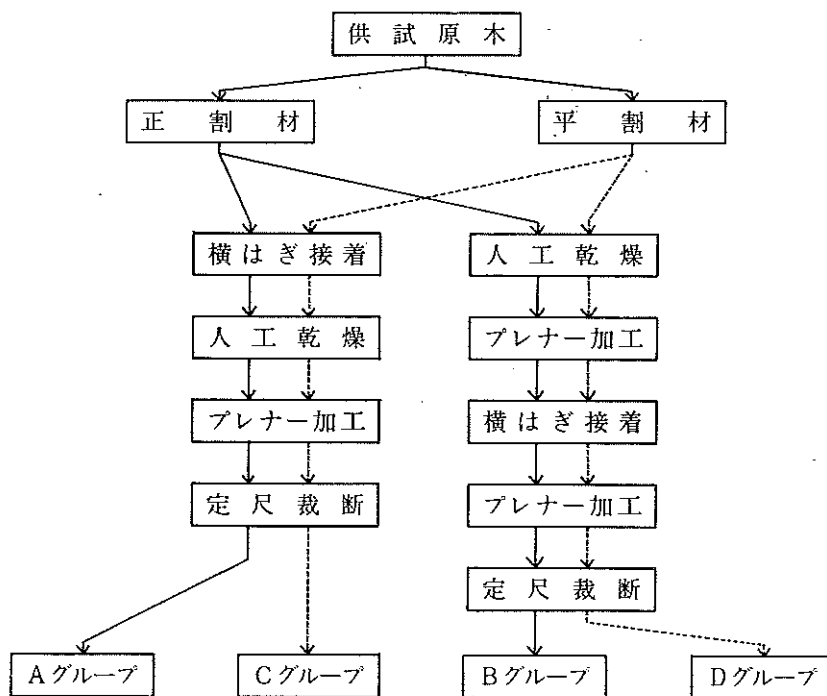 供試原木
正割材
平割材
横はぎ接着
人工乾燥
人工乾燥
プレナー加工
プレナー加工
横はぎ接着
定尺裁断
プレナー加工
定尺裁断
Aグループ
Cグループ
Bグループ
Dグループ